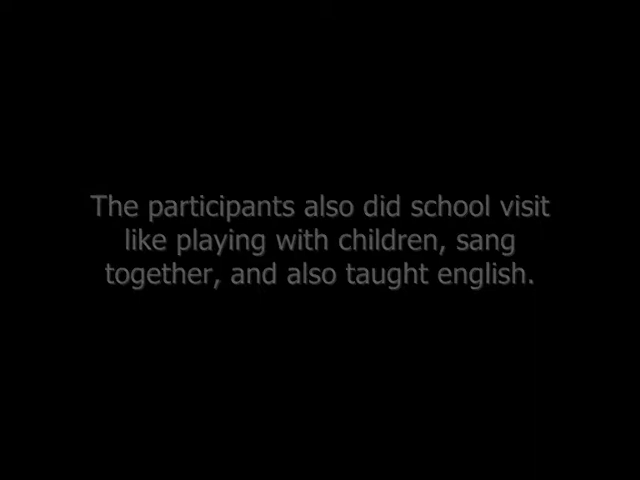 The participants also did school visit
like playing with children, sang
together, and also taught english.